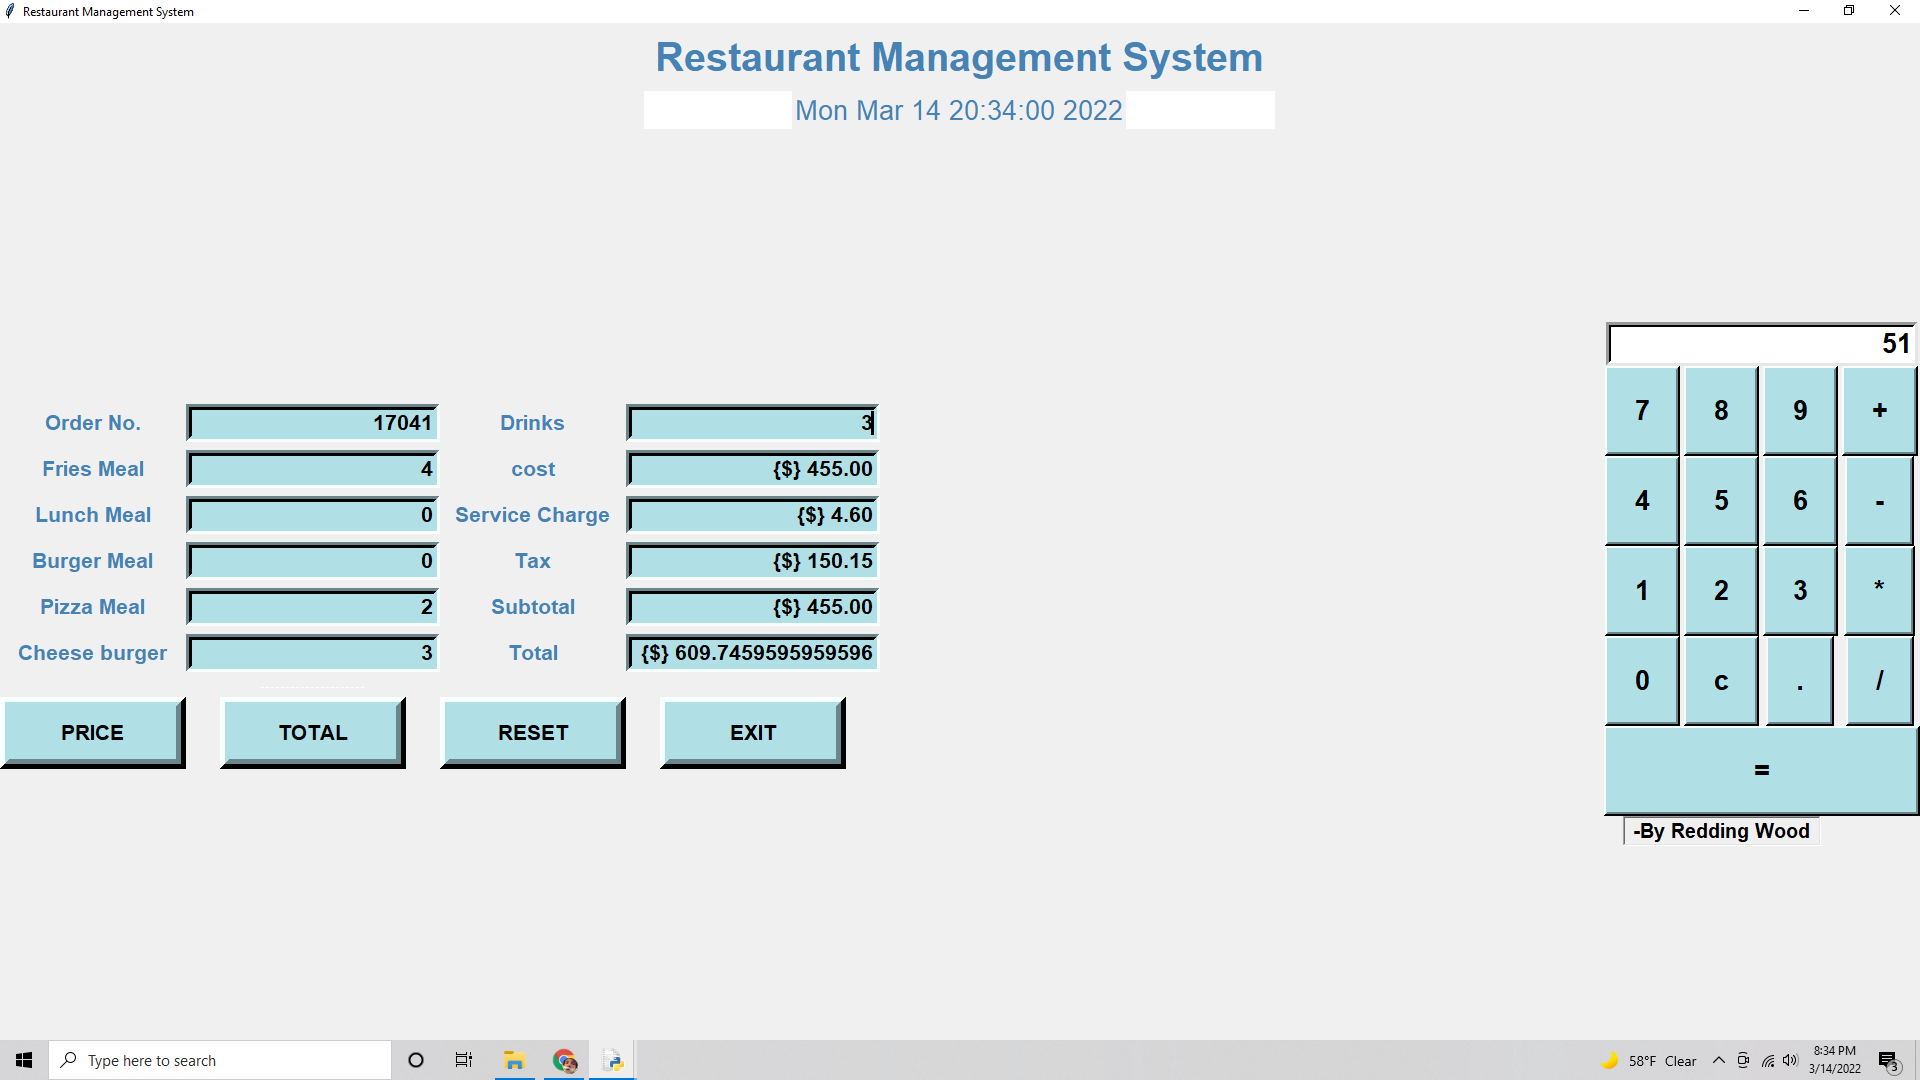 Restaurant Management System
Restaurant Management System
Mon Mar 14 20:34:00 2022
51
7 8 9 +
4 5 6 -
1 2 3 *
0 c . /
=
-By Redding Wood
Order No. 17041 Drinks 3
Fries Meal 4 cost {$} 455.00
Lunch Meal 0 Service Charge {$} 4.60
Burger Meal 0 Tax {$} 150.15
Pizza Meal 2 Subtotal {$} 455.00
Cheese burger 3 Total {$} 609.7459595959596
PRICE TOTAL RESET EXIT
Type here to search
58°F Clear
8:34 PM
3/14/2022
3